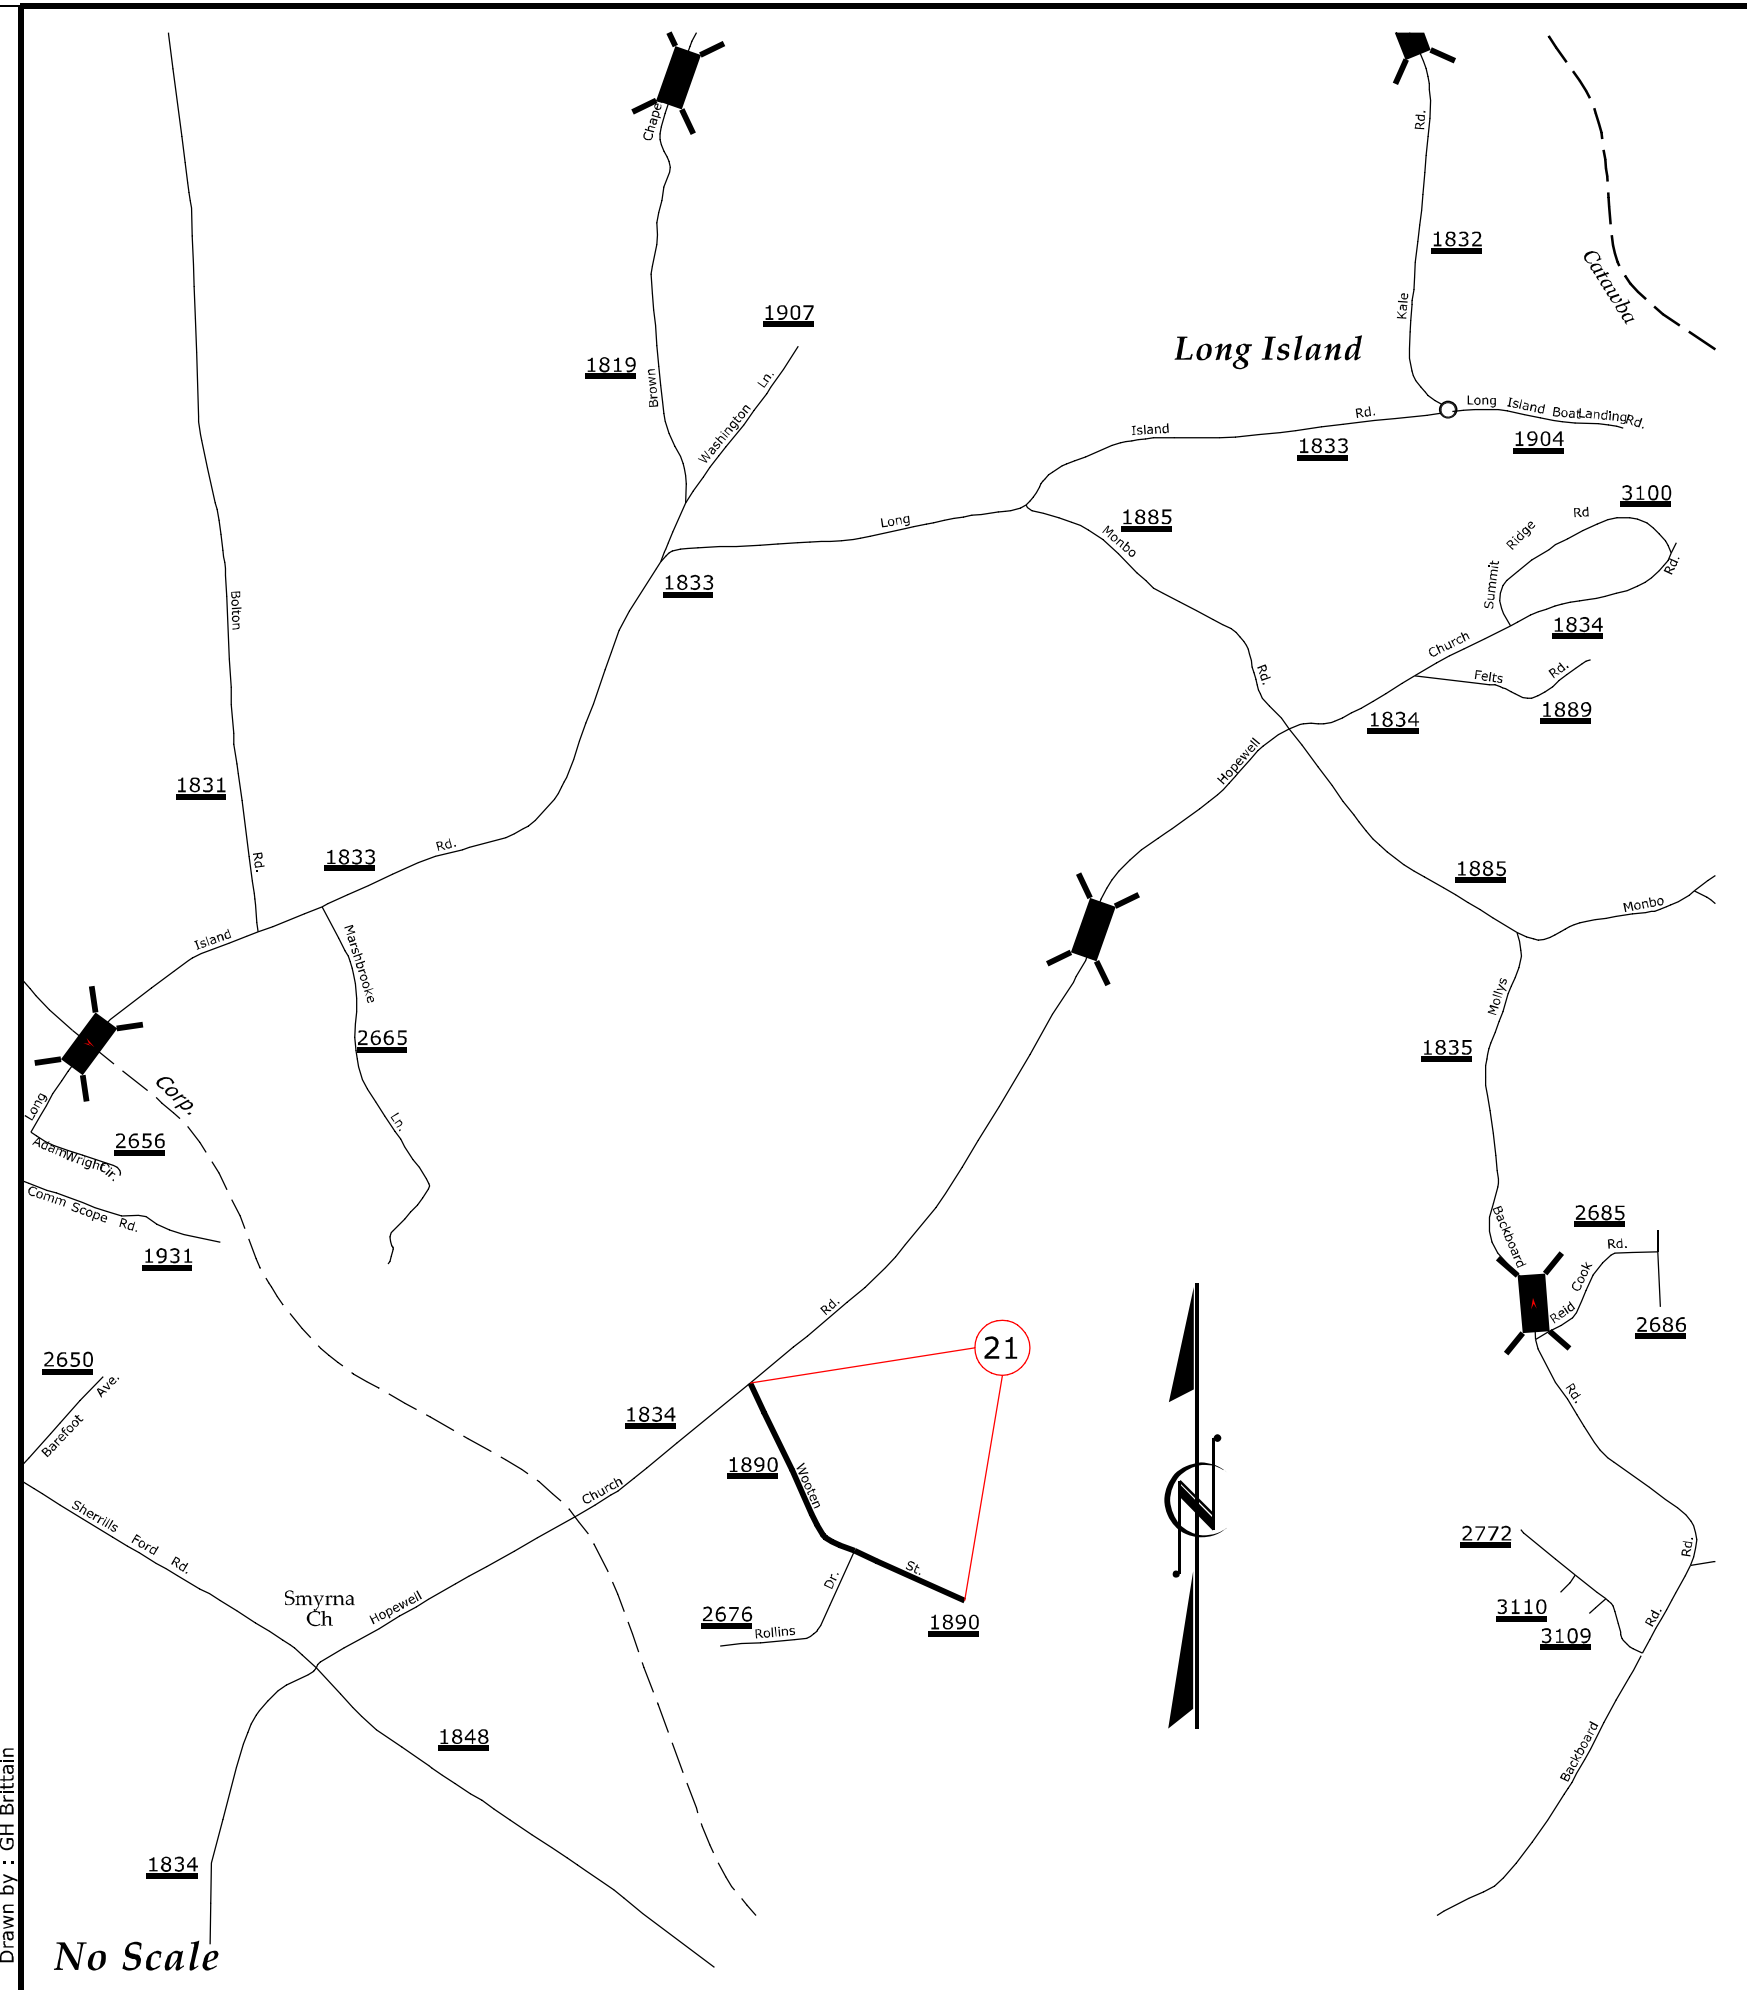 Chape
Rd.
1832
Catawba
1907
Kale
Long Island
1819
Brown
Washington Ln.
Long Island Boat Landing Rd.
Island Rd.
1833
1904
3100
Long
1885
Monbo
Rd.
Summit Ridge Rd
Rd.
1833
Bolton
Rd.
1834
Church
Felts Rd.
1889
1834
Hopewell
1831
1833
Rd.
1885
Monbo
Island
Marshbrooke
Ln.
Mollys
2665
1835
Corp.
Long
2656
Adam Wright Cir.
Comm Scope Rd.
1931
Backboard
2685
Rd.
Cook
Reid
2686
Rd.
21
2650
Barefoot Ave.
Rd.
1834
1890
Wooten
St.
Church
Sherrills Ford Rd.
N
2772
Rd.
Smyrna
Ch
Hopewell
Dr.
2676
Rollins
1890
3110
3109
Rd.
1848
Backboard
1834
Drawn by : GH Brittain
No Scale